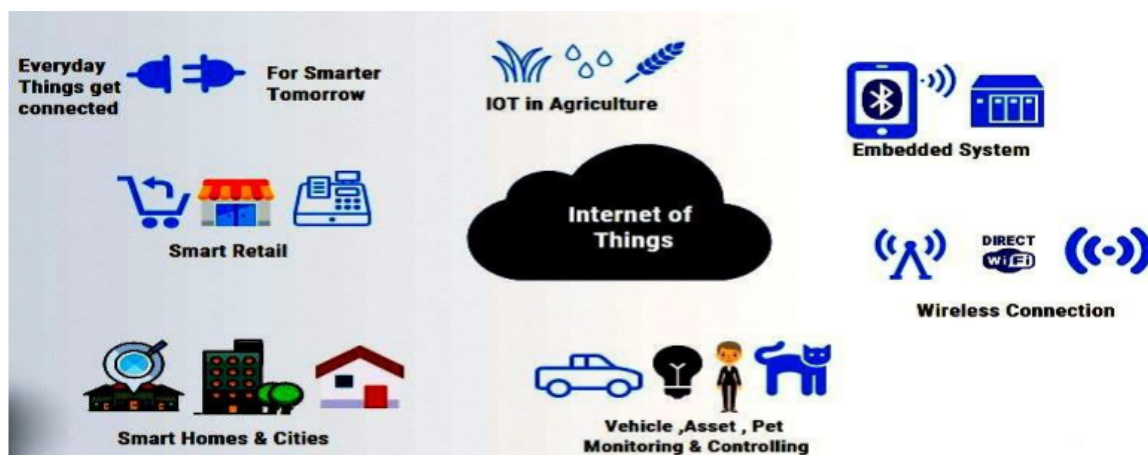 Everyday
Things get
connected
For Smarter
Tomorrow
IOT in Agriculture
Embedded System
Smart Retail
Internet of
Things
DIRECT
WiFi
Wireless Connection
Smart Homes & Cities
Vehicle ,Asset , Pet
Monitoring & Controlling